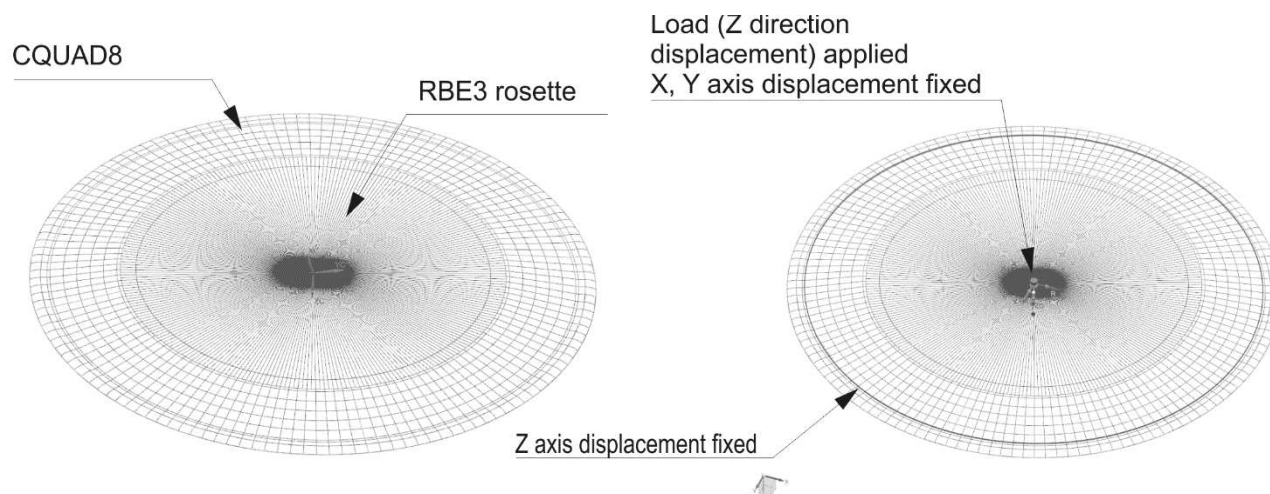 CQUAD8
RBE3 rosette
Load (Z direction
displacement) applied
X, Y axis displacement fixed
Z axis displacement fixed